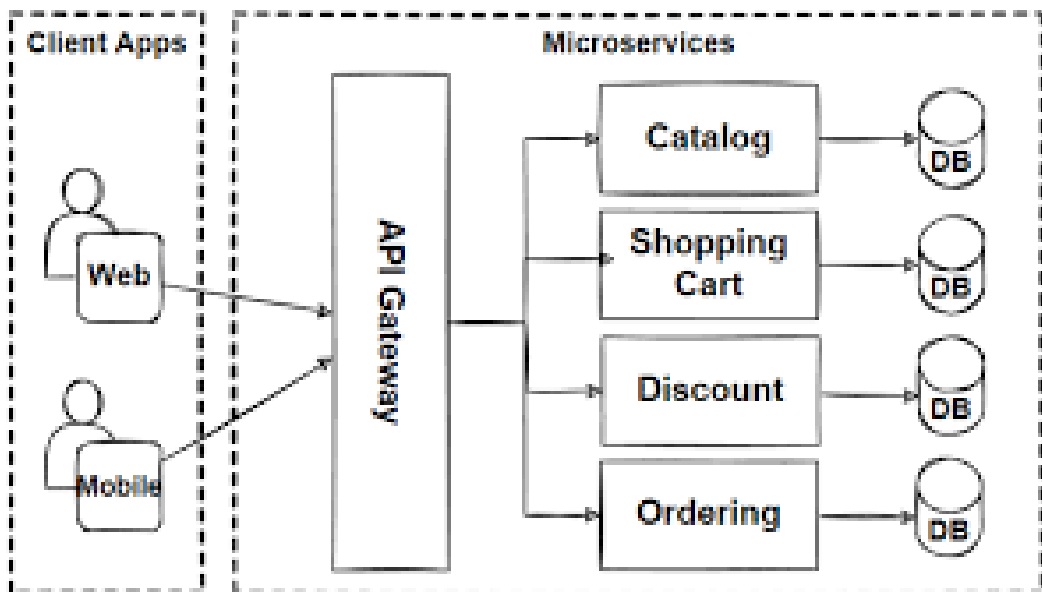 Client Apps
Microservices
Web
Mobile
API Gateway
Catalog
DB
Shopping
Cart
DB
Discount
DB
Ordering
DB